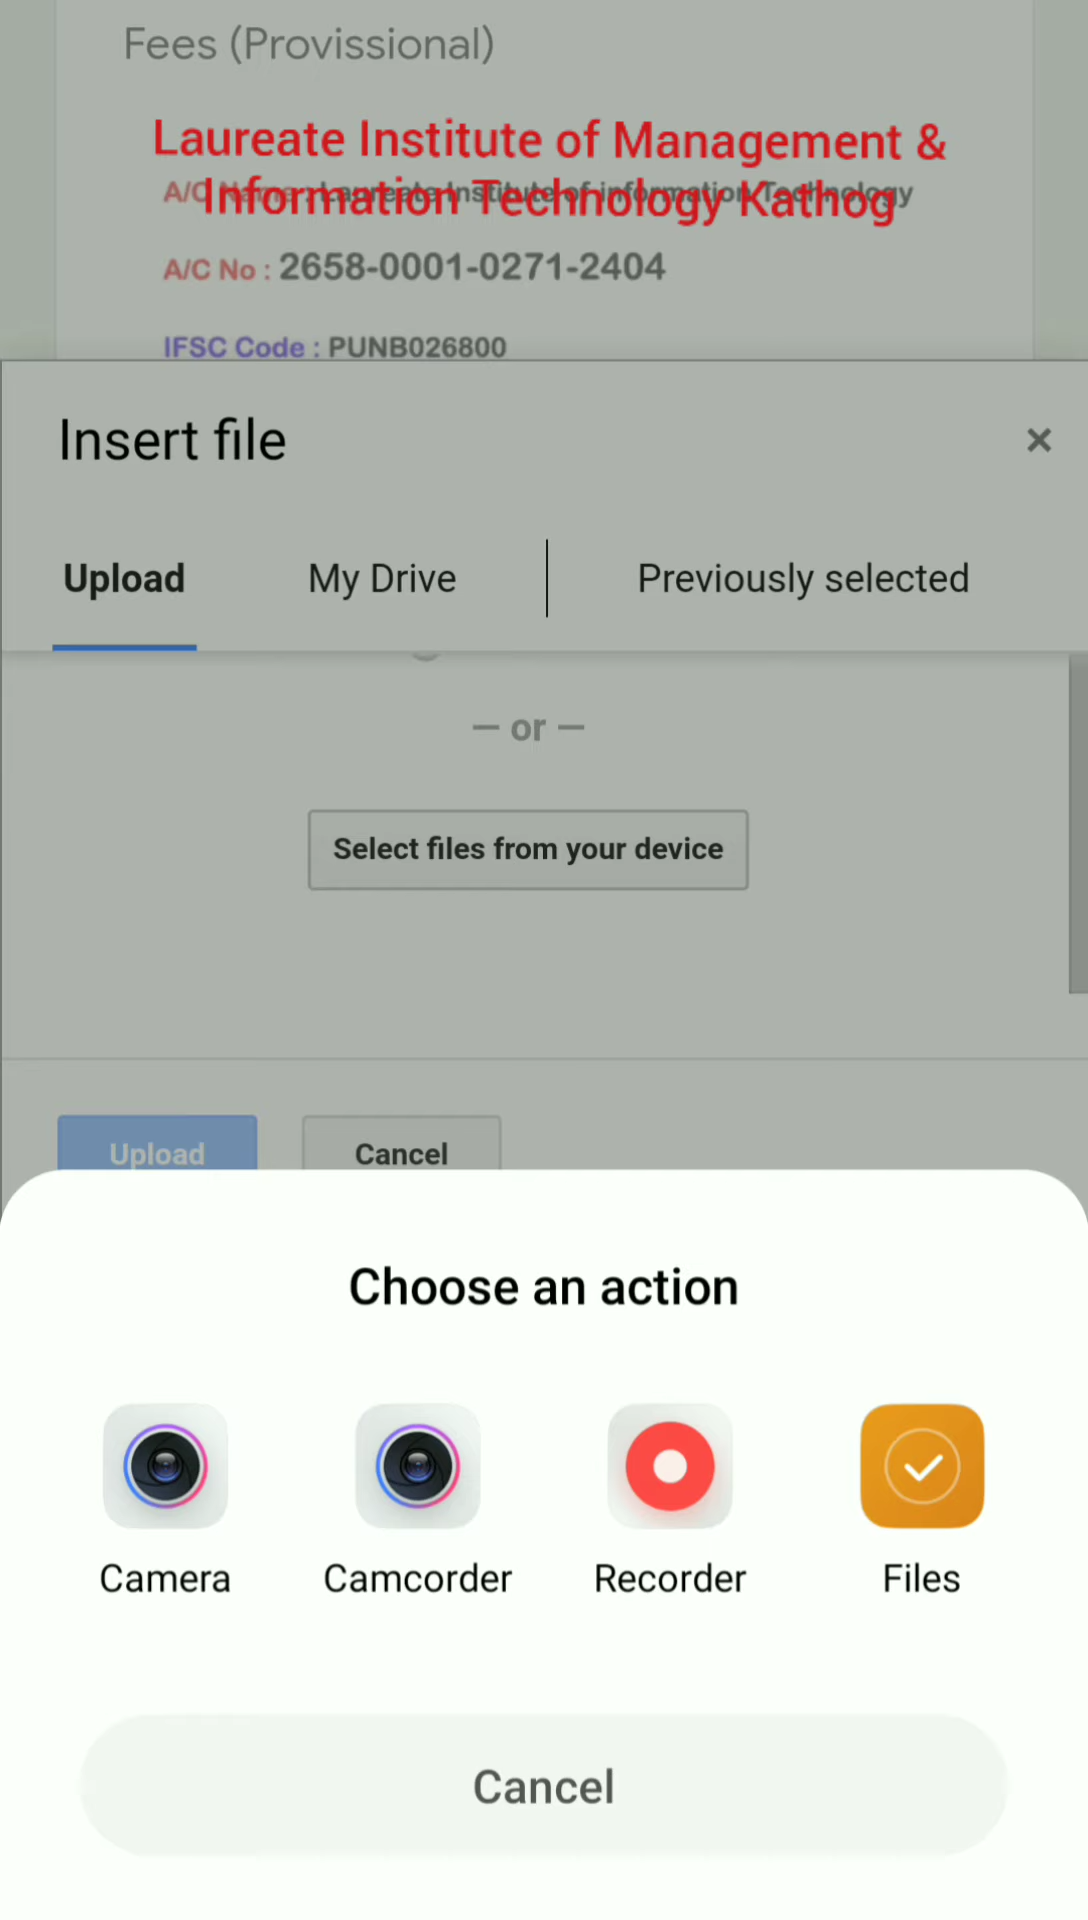 Fees (Provissional)
Laureate Institute of Management &
A/C Name : Laureate Institute of information Technology
Information Technology Kathog
A/C No : 2658-0001-0271-2404
IFSC Code : PUNB026800
Insert file
×
Upload
My Drive
Previously selected
— or —
Select files from your device
Upload
Cancel
Choose an action
Camera
Camcorder
Recorder
Files
Cancel